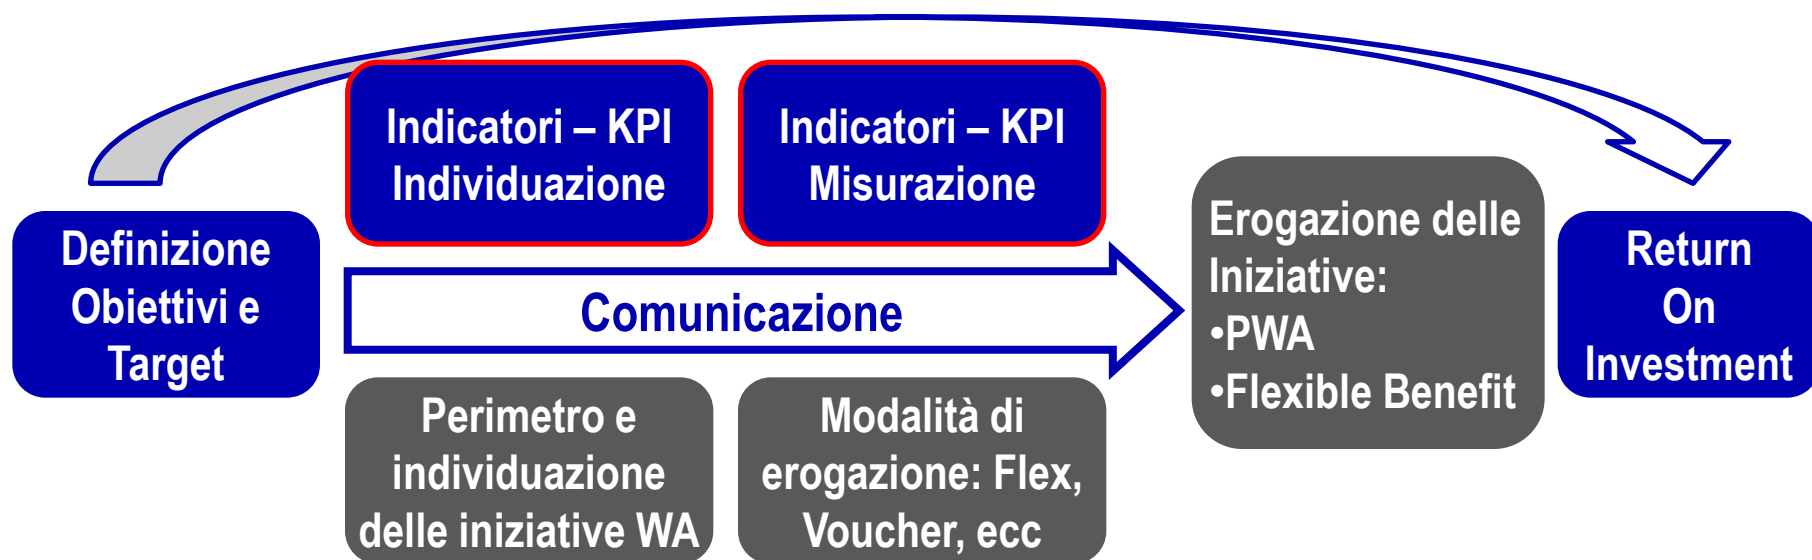 Definizione
Obiettivi e
Target
Indicatori – KPI
Individuazione
Indicatori – KPI
Misurazione
Comunicazione
Perimetro e
individuazione
delle iniziative WA
Modalità di
erogazione: Flex,
Voucher, ecc
Erogazione delle
Iniziative:
•PWA
•Flexible Benefit
Return
On
Investment